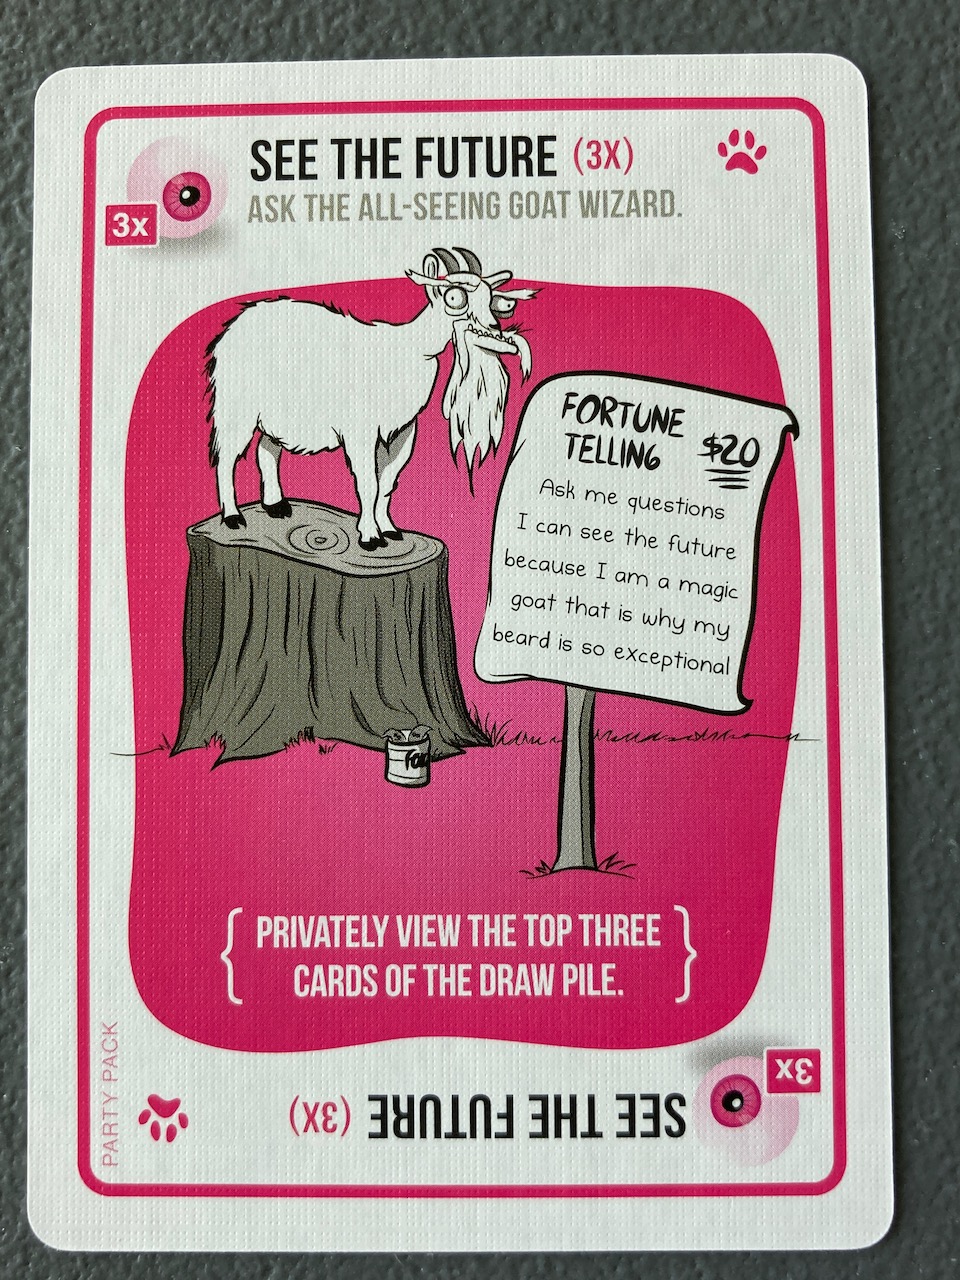 SEE THE FUTURE (3X)
3x
ASK THE ALL-SEEING GOAT WIZARD.
FORTUNE
TELLING $20
Ask me questions
I can see the future
because I am a magic
goat that is why my
beard is so exceptional
PRIVATELY VIEW THE TOP THREE
CARDS OF THE DRAW PILE.
PARTY PACK
3x
SEE THE FUTURE (3X)